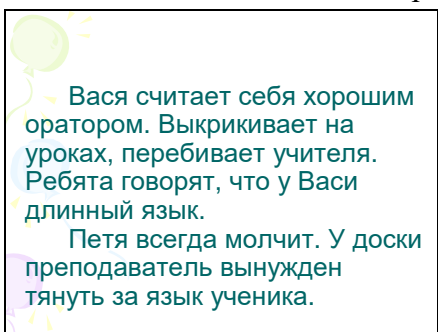 Вася считает себя хорошим
оратором. Выкрикивает на
уроках, перебивает учителя.
Ребята говорят, что у Васи
длинный язык.
Петя всегда молчит. У доски
преподаватель вынужден
тянуть за язык ученика.